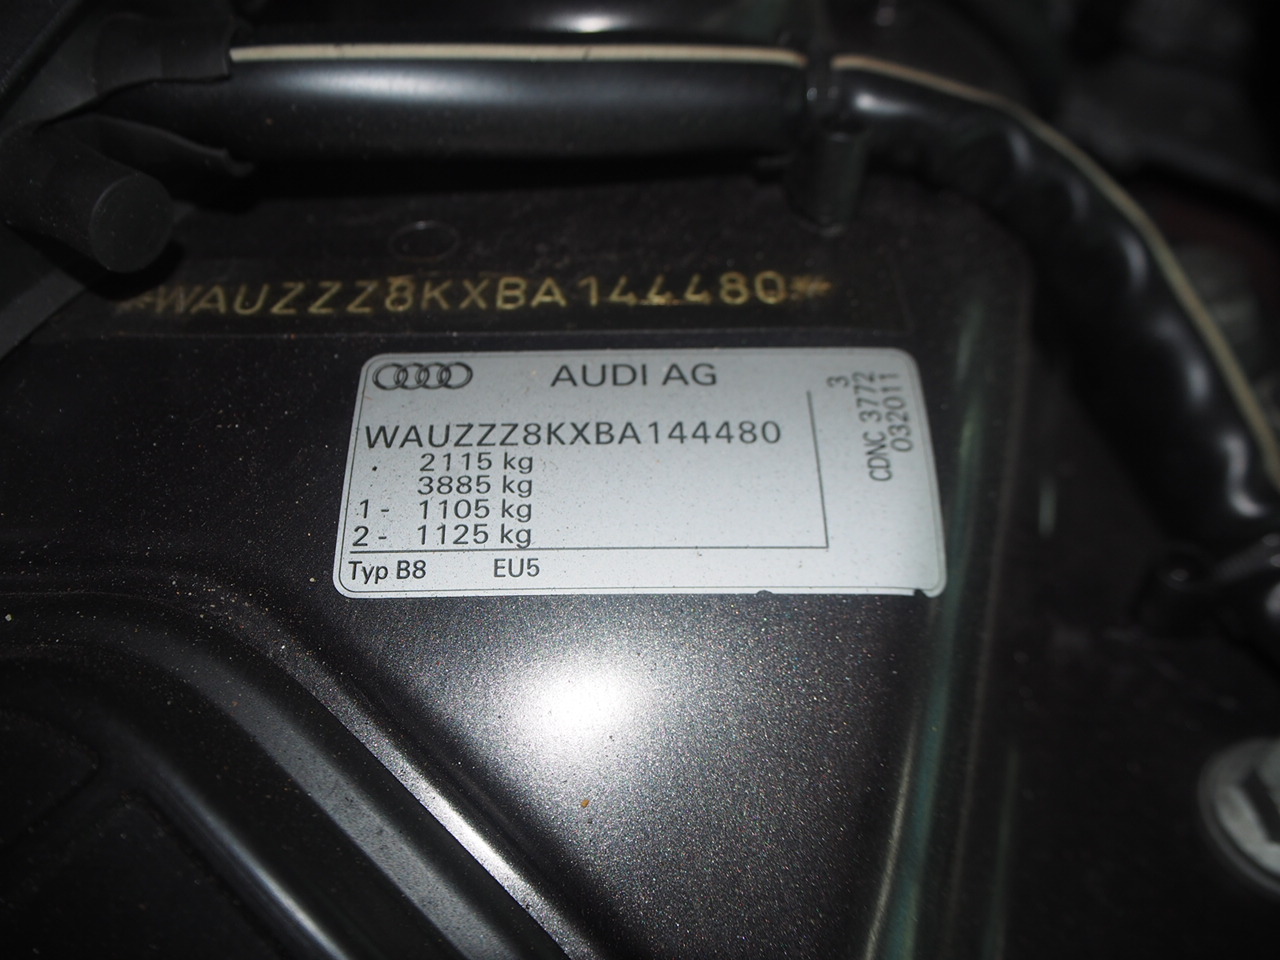 *WAUZZZ8KXBA144480*
AUDI AG
WAUZZZ8KXBA144480
. 2115 kg
3885 kg
1 - 1105 kg
2 - 1125 kg
Typ B8 EU5
3
CDNC 3772
032011